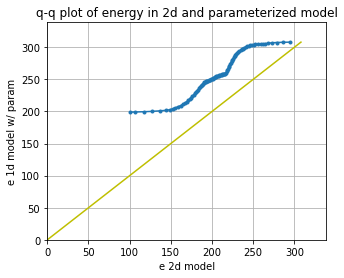 q-q plot of energy in 2d and parameterized model
e 1d model w/ param
300
250
200
150
100
50
0
0 50 100 150 200 250 300
e 2d model